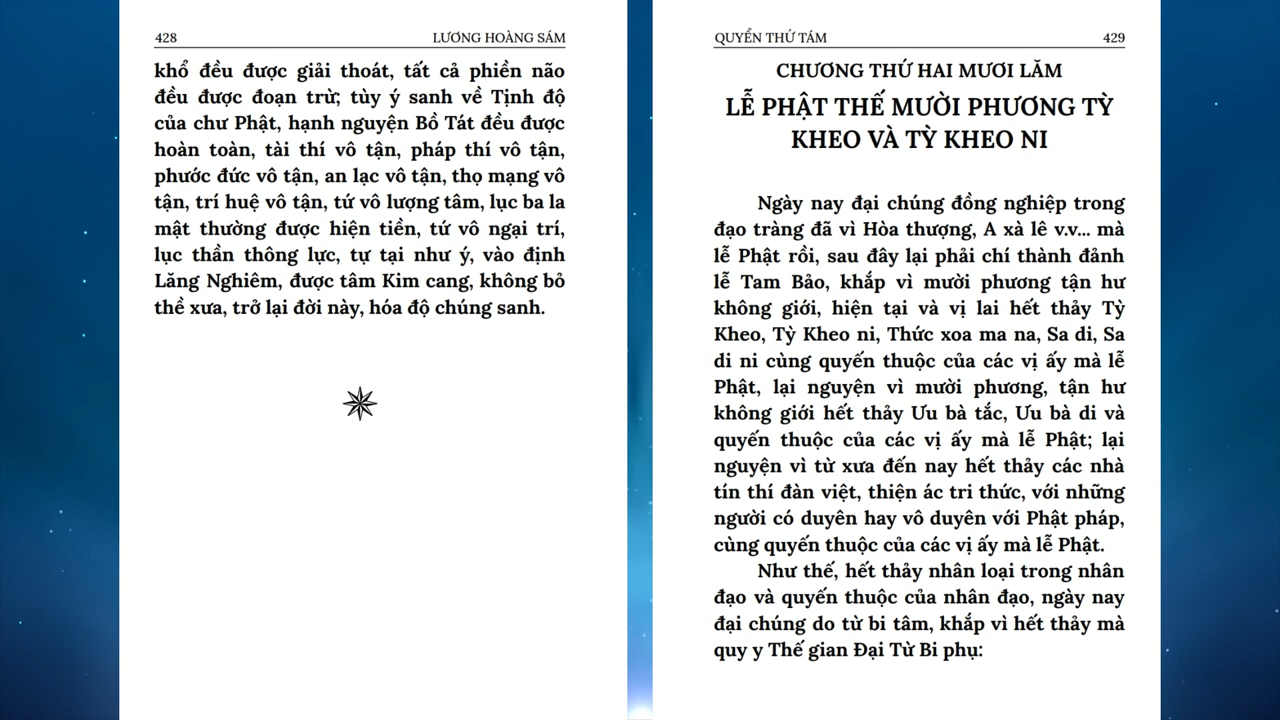 428 LƯƠNG HOÀNG SÁM
khổ đều được giải thoát, tất cả phiền não
đều được đoạn trừ; tùy ý sanh về Tịnh độ
của chư Phật, hạnh nguyện Bồ Tát đều được
hoàn toàn, tài thí vô tận, pháp thí vô tận,
phước đức vô tận, an lạc vô tận, thọ mạng vô
tận, trí huệ vô tận, tứ vô lượng tâm, lục ba la
mật thường được hiện tiền, tứ vô ngại trí,
lục thần thông lực, tự tại như ý, vào định
Lăng Nghiêm, được tâm Kim cang, không bỏ
thề xưa, trở lại đời này, hóa độ chúng sanh.
QUYỂN THỨ TÁM 429
CHƯƠNG THỨ HAI MƯƠI LĂM
LỄ PHẬT THẾ MƯỜI PHƯƠNG TỲ
KHEO VÀ TỲ KHEO NI
Ngày nay đại chúng đồng nghiệp trong
đạo tràng đã vì Hòa thượng, A xà lê v.v... mà
lễ Phật rồi, sau đây lại phải chí thành đảnh
lễ Tam Bảo, khắp vì mười phương tận hư
không giới, hiện tại và vị lai hết thảy Tỳ
Kheo, Tỳ Kheo ni, Thức xoa ma na, Sa di, Sa
di ni cùng quyến thuộc của các vị ấy mà lễ
Phật, lại nguyện vì mười phương, tận hư
không giới hết thảy Ưu bà tắc, Ưu bà di và
quyến thuộc của các vị ấy mà lễ Phật; lại
nguyện vì từ xưa đến nay hết thảy các nhà
tín thí đàn việt, thiện ác tri thức, với những
người có duyên hay vô duyên với Phật pháp,
cùng quyến thuộc của các vị ấy mà lễ Phật.
Như thế, hết thảy nhân loại trong nhân
đạo và quyến thuộc của nhân đạo, ngày nay
đại chúng do từ bi tâm, khắp vì hết thảy mà
quy y Thế gian Đại Từ Bi phụ: